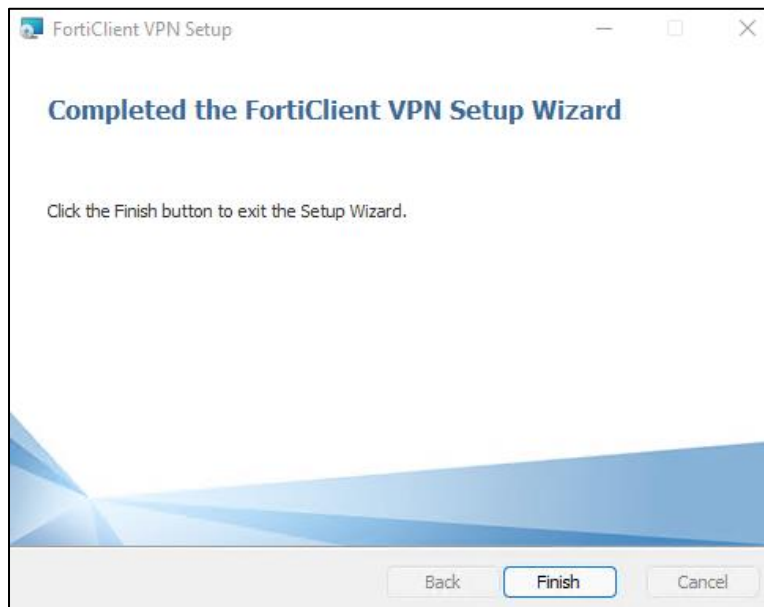 FortiClient VPN Setup
Completed the FortiClient VPN Setup Wizard
Click the Finish button to exit the Setup Wizard.
Back Finish Cancel